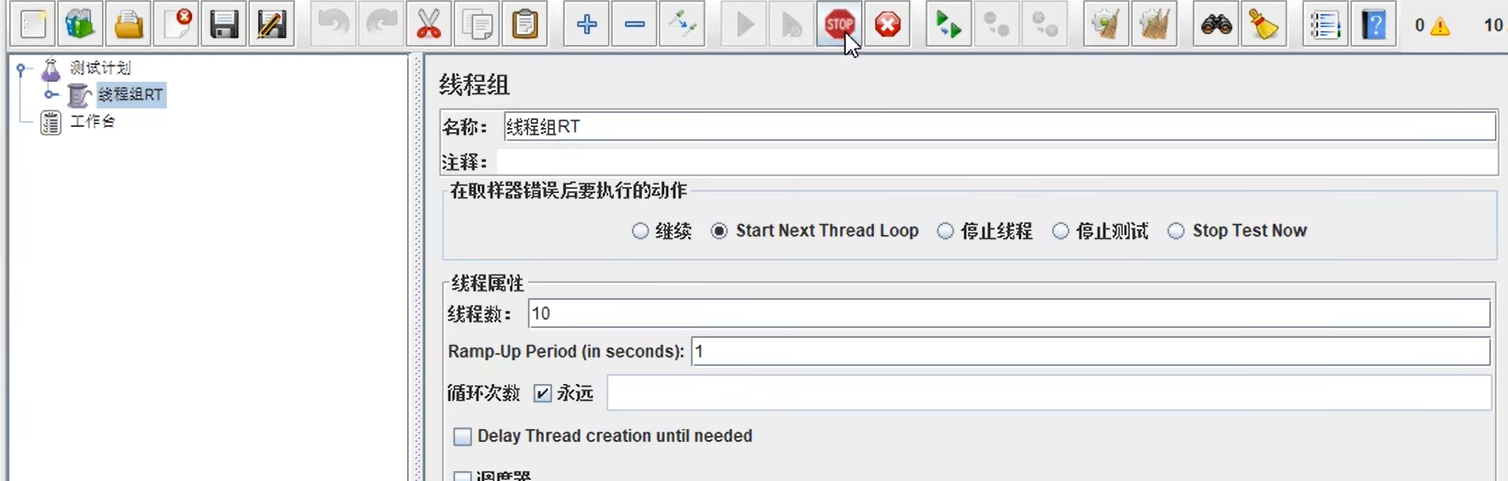 STOP
0
10
测试计划
线程组RT
工作台
线程组
名称：
线程组RT
注释：
在取样器错误后要执行的动作
继续 Start Next Thread Loop 停止线程 停止测试 Stop Test Now
线程属性
线程数： 10
Ramp-Up Period (in seconds): 1
循环次数 永远
Delay Thread creation until needed
调度器